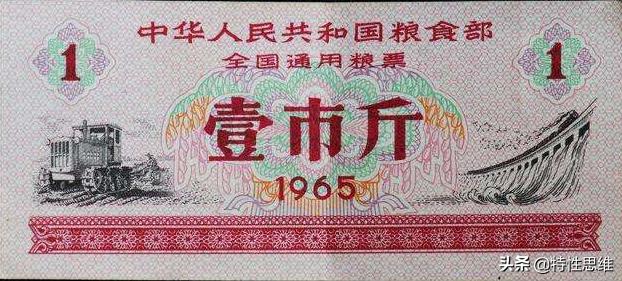 中华人民共和国粮食部
全国通用粮票
1
1
壹市斤
1965
头条 @特性思维